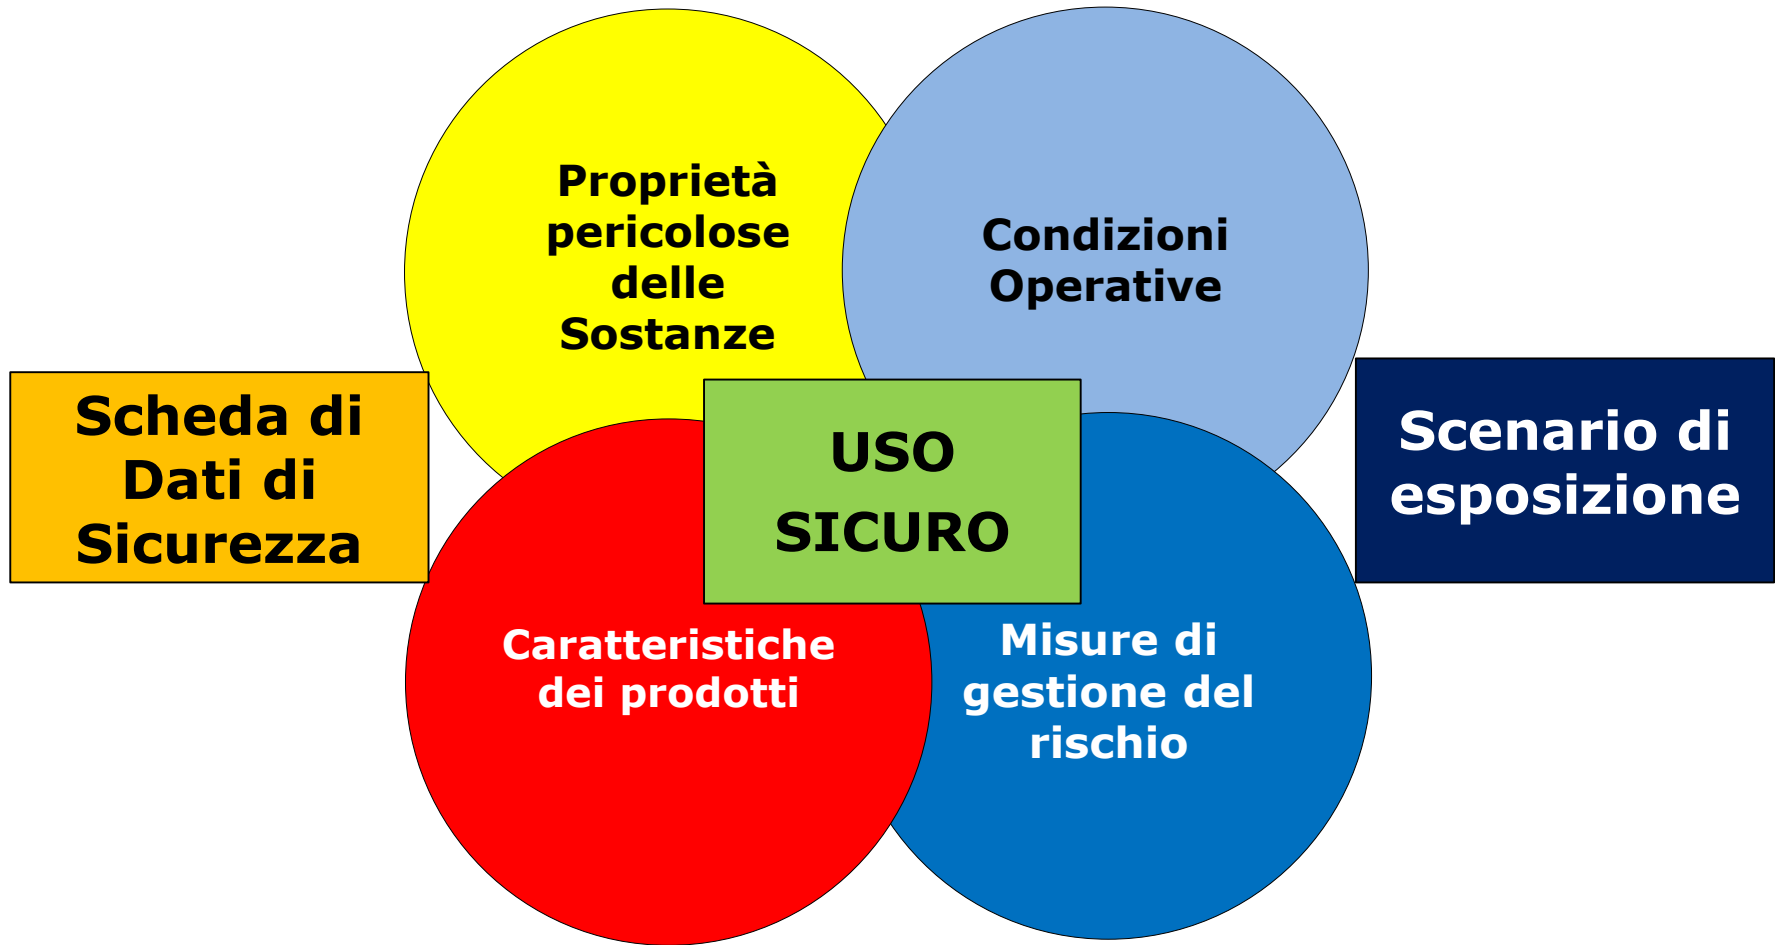 Proprietà
pericolose
delle
Sostanze
Condizioni
Operative
Scheda di
Dati di
Sicurezza
USO
SICURO
Scenario di
esposizione
Caratteristiche
dei prodotti
Misure di
gestione del
rischio